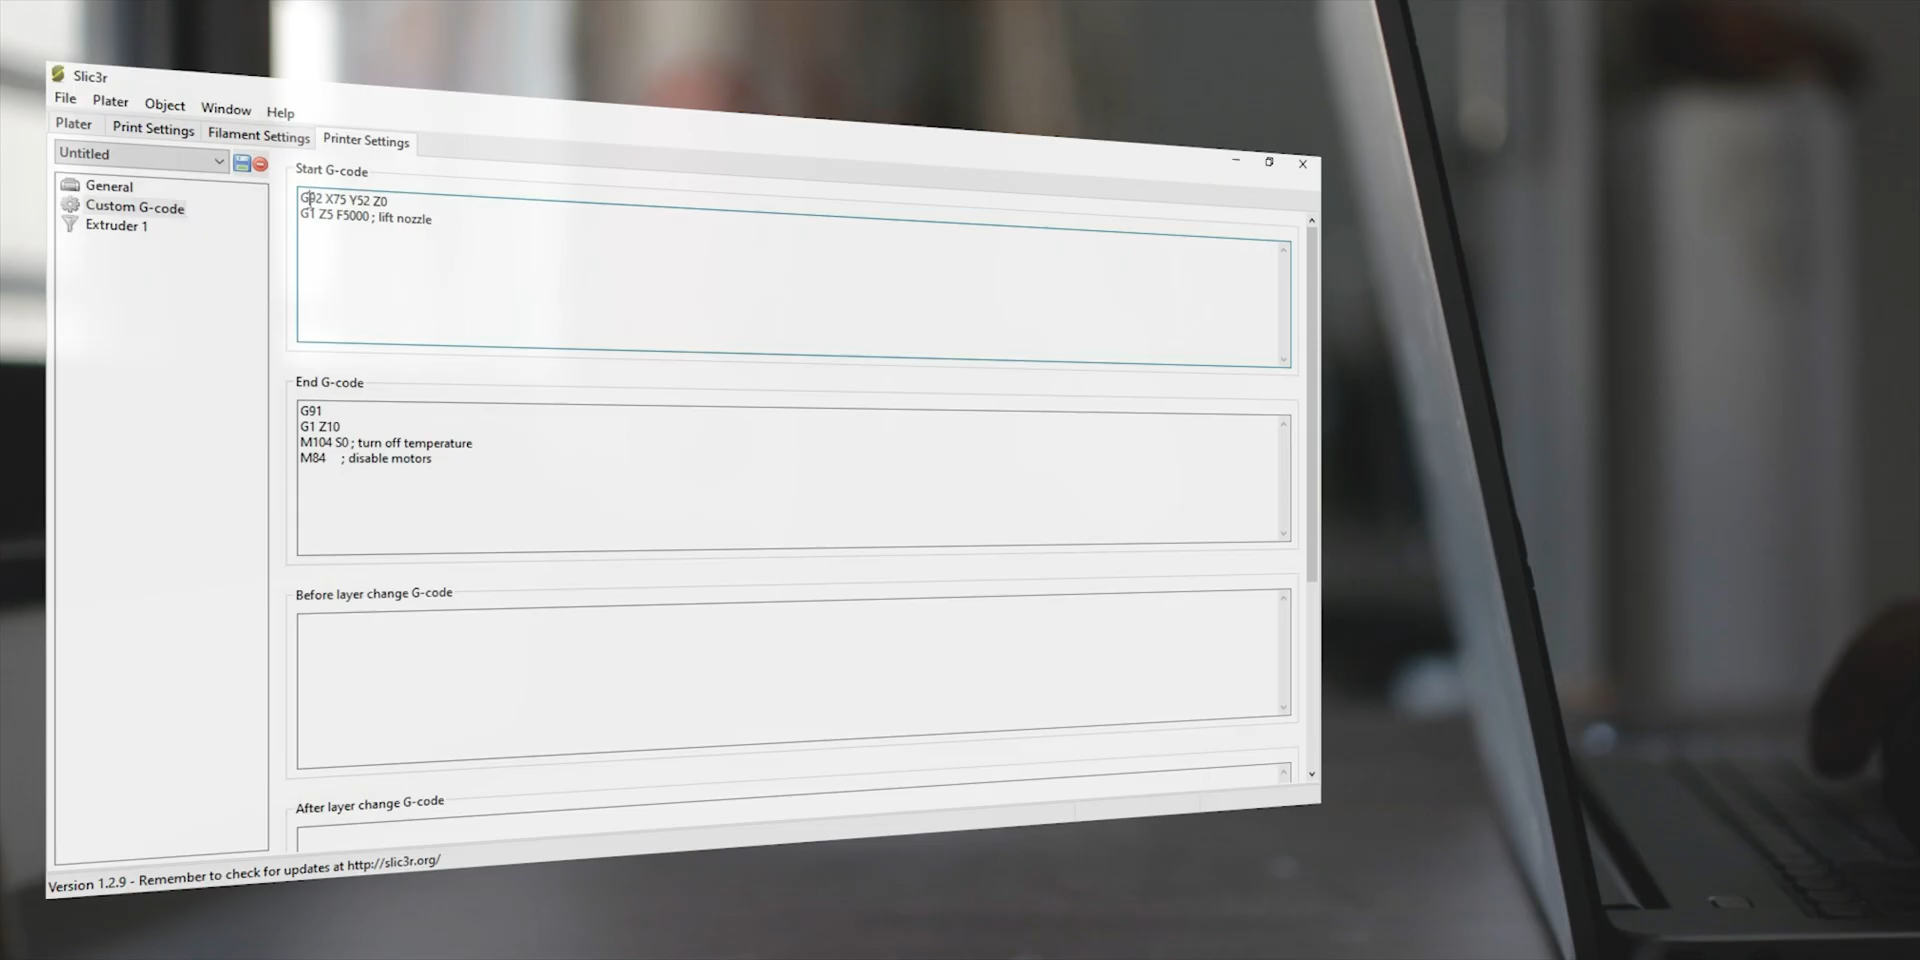 Slic3r
File Plater Object Window Help
Plater Print Settings Filament Settings Printer Settings
Untitled
General
Custom G-code
Extruder 1
Start G-code
G92 X75 Y52 Z0
G1 Z5 F5000 ; lift nozzle
End G-code
G91
G1 Z10
M104 S0 ; turn off temperature
M84 ; disable motors
Before layer change G-code
After layer change G-code
Version 1.2.9 - Remember to check for updates at http://slic3r.org/